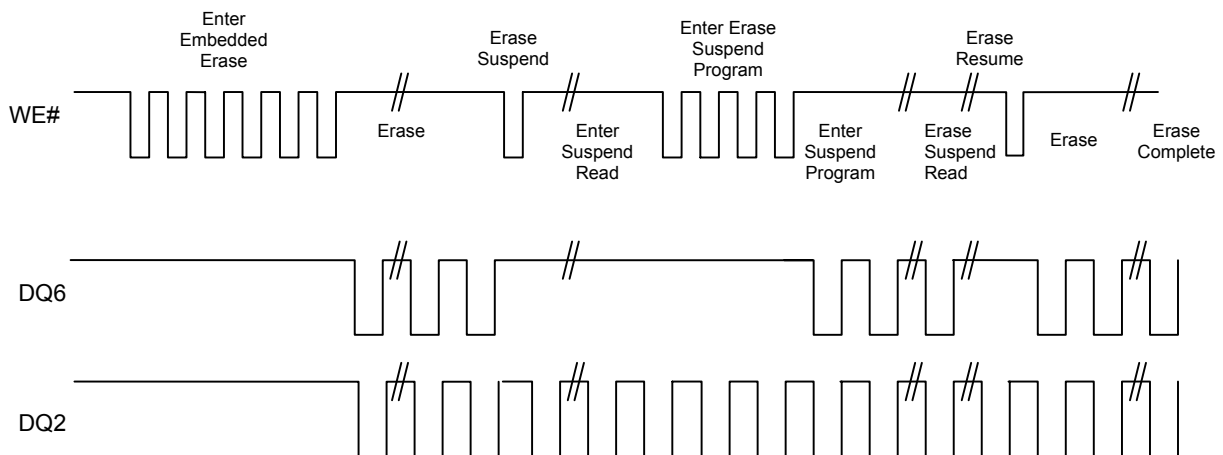 Enter
Embedded
Erase
Erase
Suspend
Enter Erase
Suspend
Program
Erase
Resume
WE#
Erase
Enter
Suspend
Read
Enter
Suspend
Program
Erase
Suspend
Read
Erase
Erase
Complete
DQ6
DQ2